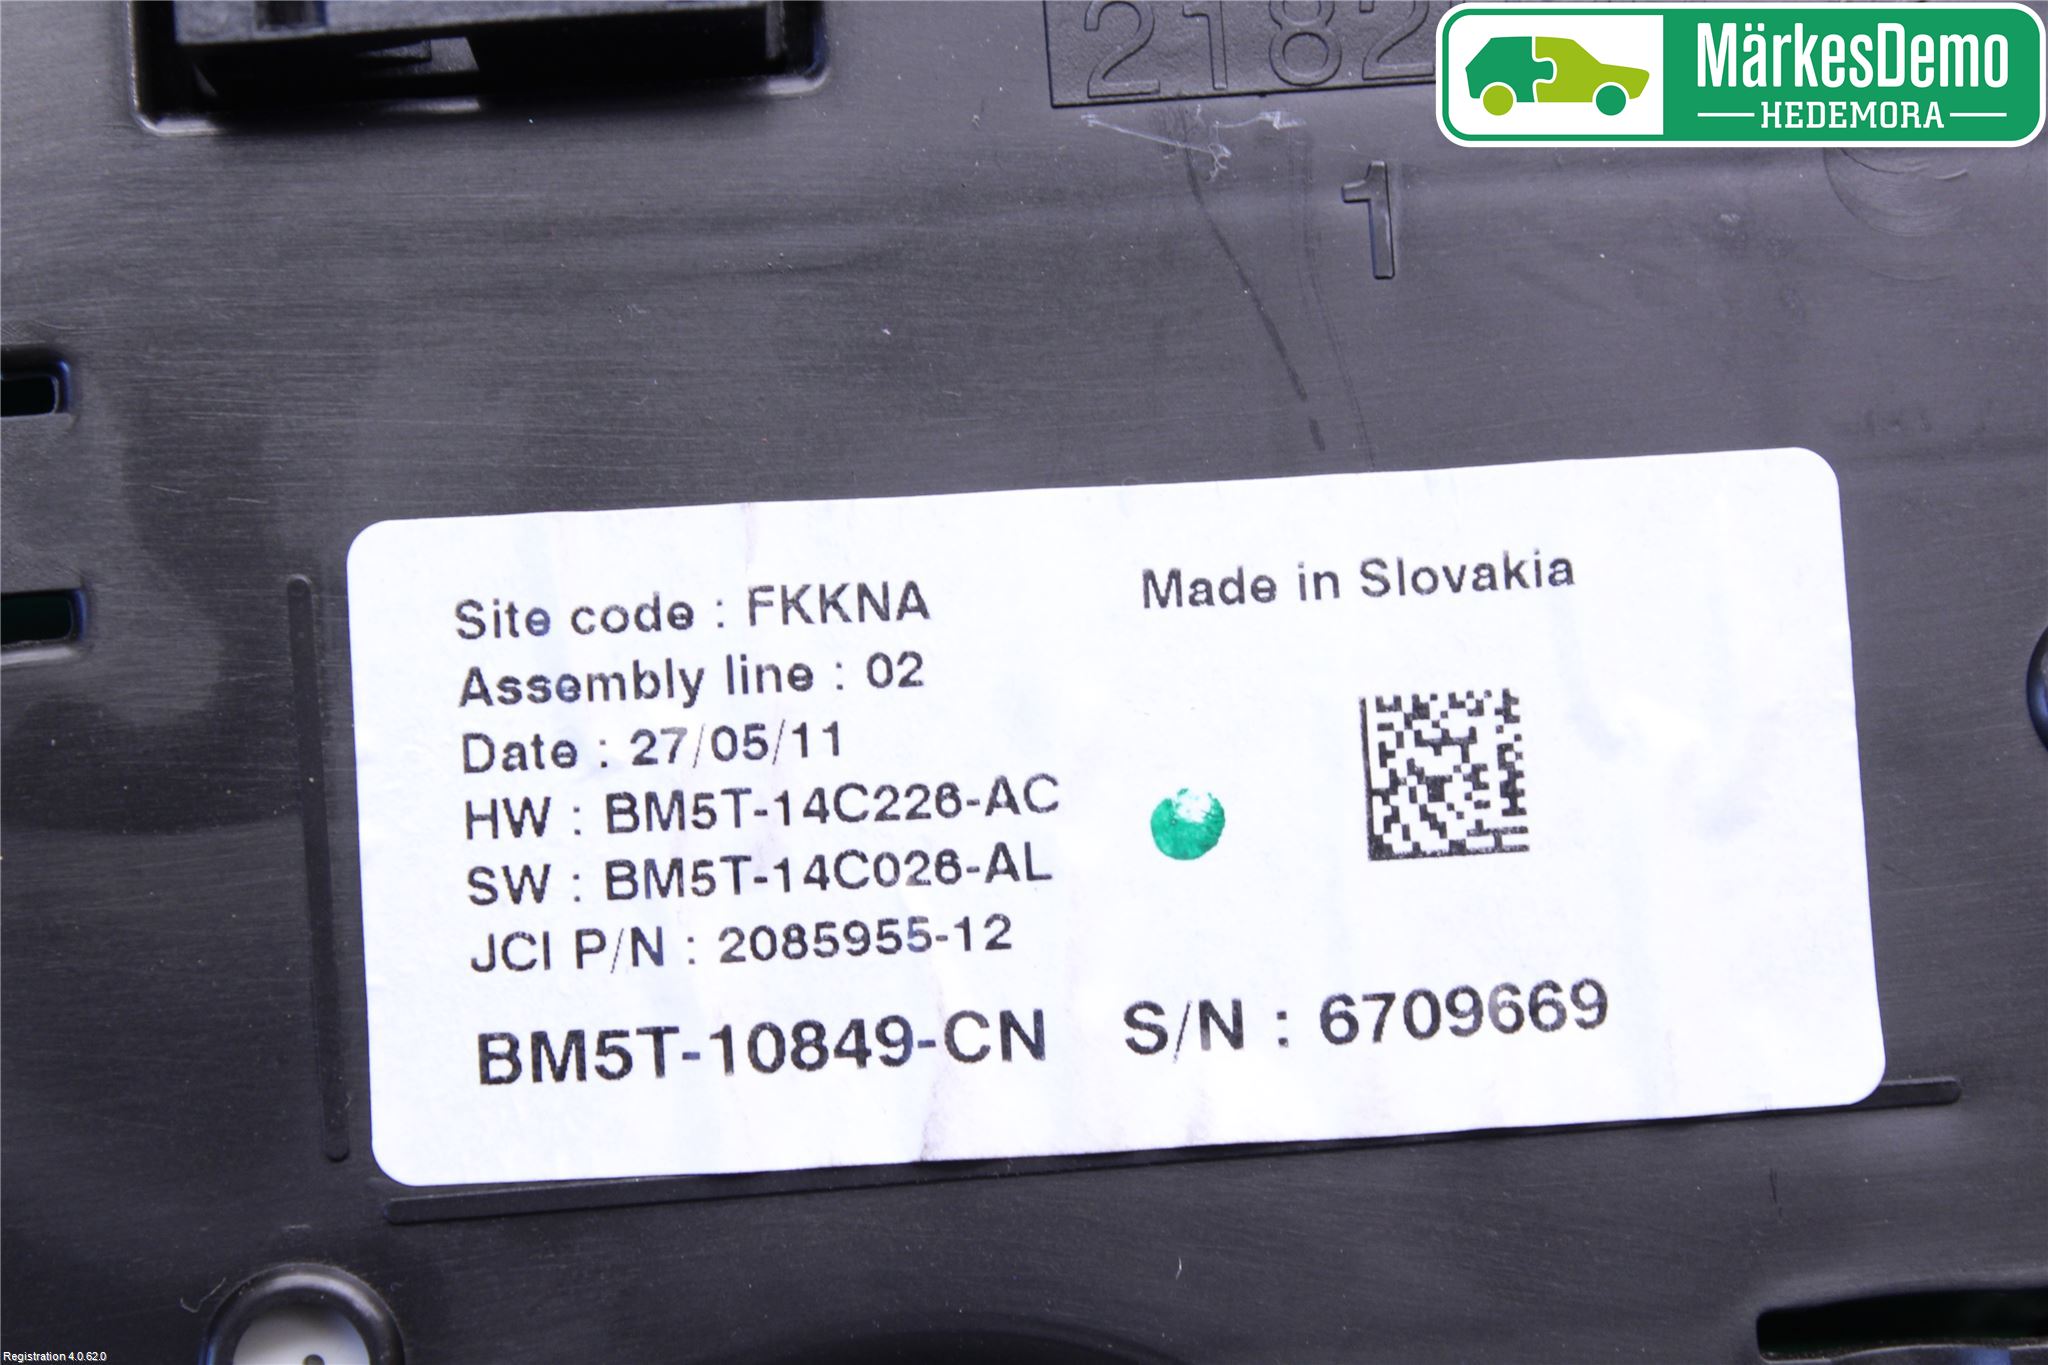 2182
MärkesDemo
HEDEMORA
1
Site code : FKKNA
Made in Slovakia
Assembly line : 02
Date : 27/05/11
HW : BM5T-14C226-AC
SW : BM5T-14C026-AL
JCI P/N : 2085955-12
BM5T-10849-CN S/N : 6709669
Registration 4.0.62.0